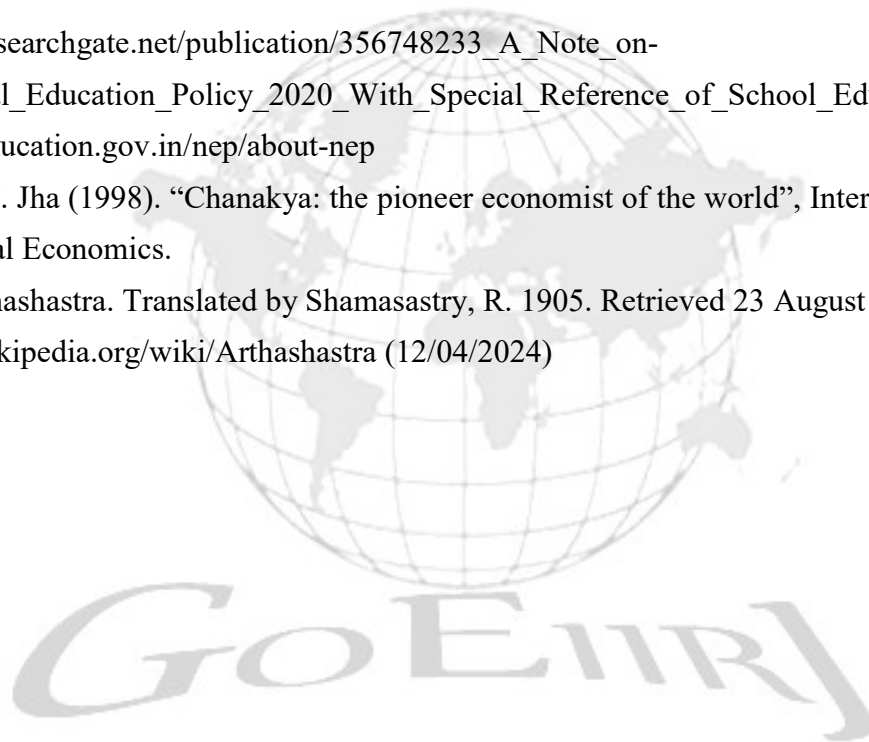 searchgate.net/publication/356748233_A_Note_on-
l_Education_Policy_2020_With_Special_Reference_of_School_Ed
ucation.gov.in/nep/about-nep
. Jha (1998). “Chanakya: the pioneer economist of the world”, Inter
al Economics.
ashastra. Translated by Shamasastry, R. 1905. Retrieved 23 August
kipedia.org/wiki/Arthashastra (12/04/2024)
GOEIIRJ